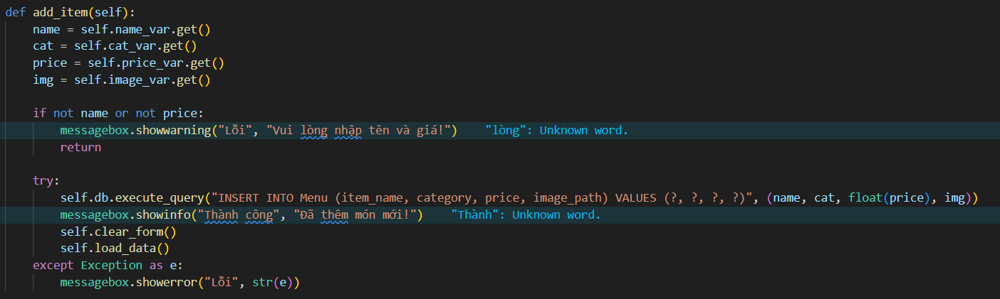 def add_item(self):
    name = self.name_var.get()
    cat = self.cat_var.get()
    price = self.price_var.get()
    img = self.image_var.get()

    if not name or not price:
        messagebox.showwarning("Lỗi", "Vui lòng nhập tên và giá!")    "lòng": Unknown word.
        return

    try:
        self.db.execute_query("INSERT INTO Menu (item_name, category, price, image_path) VALUES (?, ?, ?, ?)", (name, cat, float(price), img))
        messagebox.showinfo("Thành công", "Đã thêm món mới!")    "Thành": Unknown word.
        self.clear_form()
        self.load_data()
    except Exception as e:
        messagebox.showerror("Lỗi", str(e))